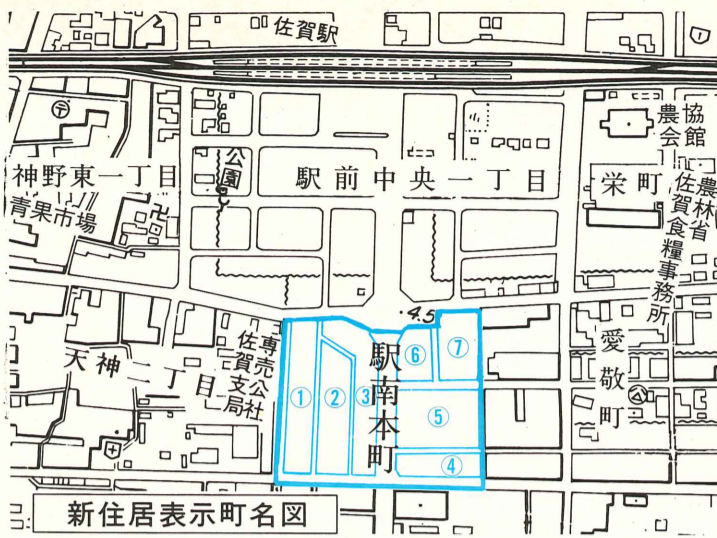 佐賀駅
1
農協会館
神野東一丁目
公園
駅前中央一丁目
栄町
農林省佐賀食糧事務所
青果市場
4.5
専売公社佐賀支局
天神二丁目
駅南本町
愛敬町
①
②
③
⑥
⑦
⑤
④
新住居表示町名図